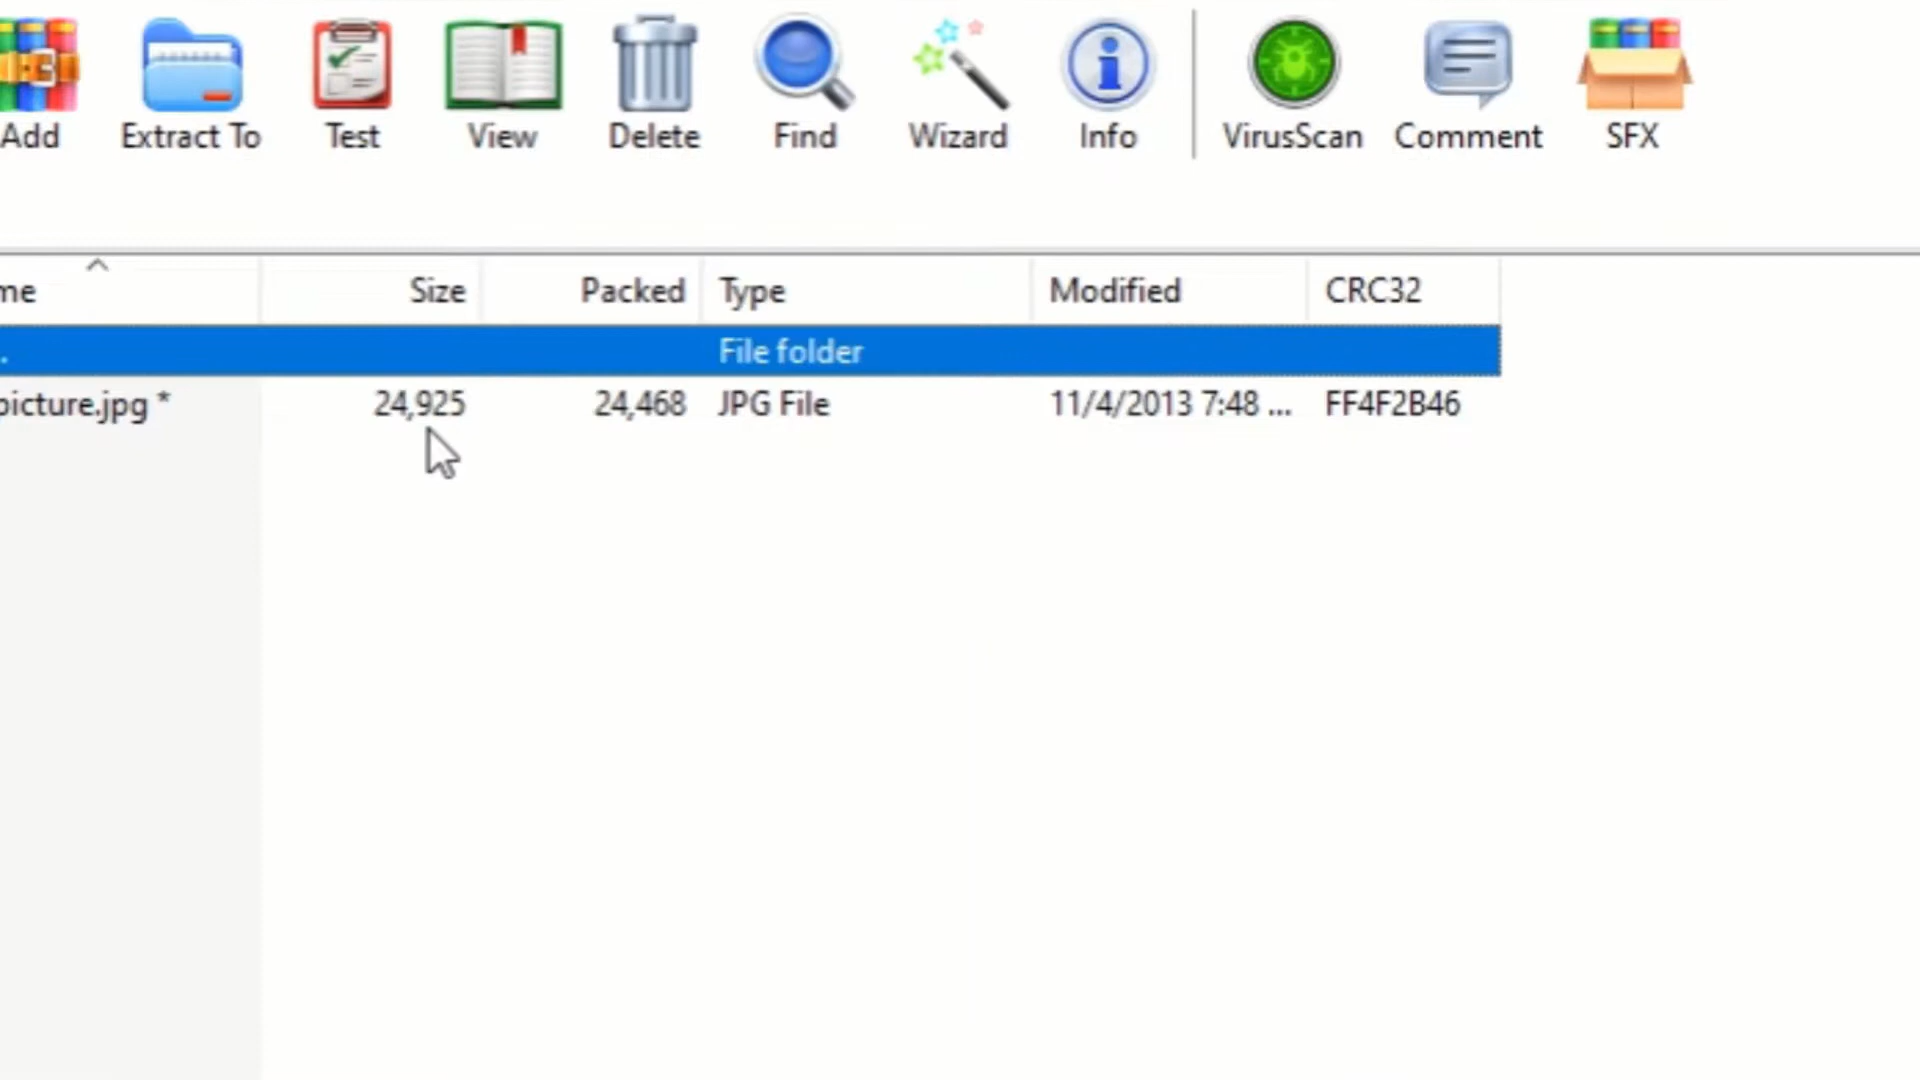 Add Extract To Test View Delete Find Wizard Info VirusScan Comment SFX
me Size Packed Type Modified CRC32
. File folder
picture.jpg * 24,925 24,468 JPG File 11/4/2013 7:48 ... FF4F2B46